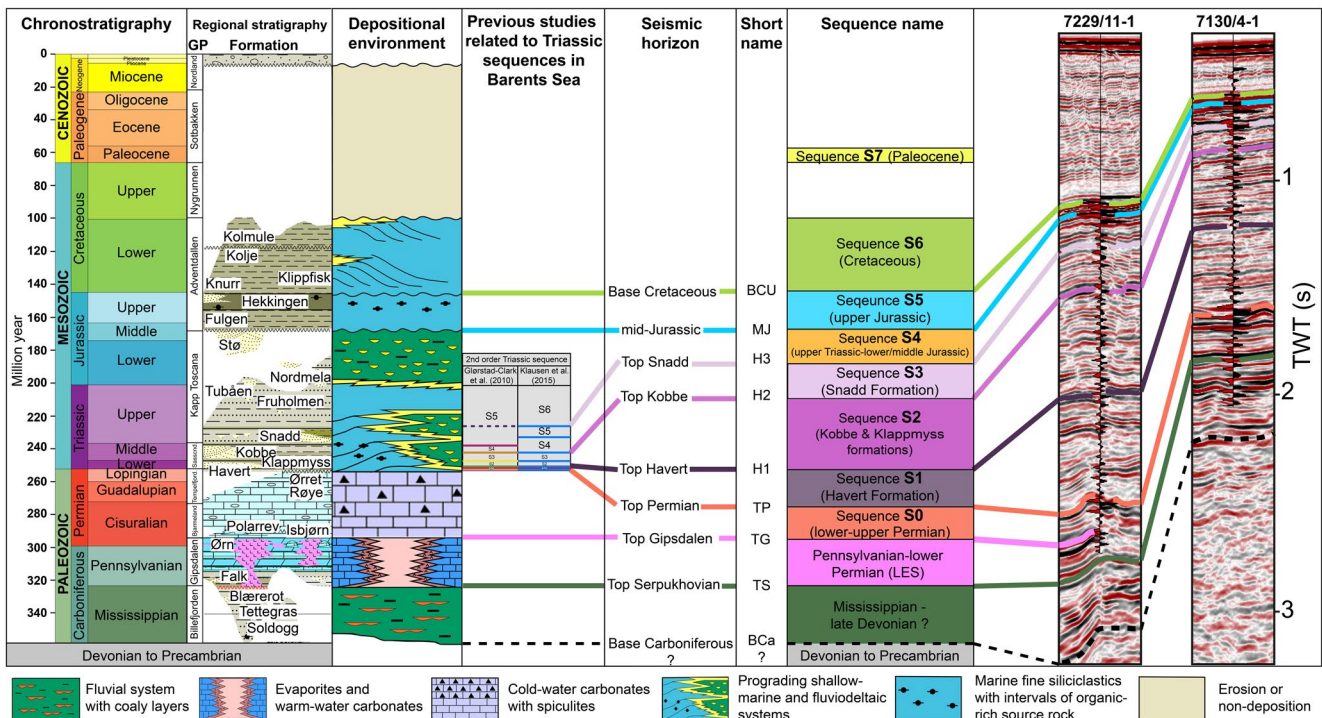 Chronostratigraphy
Regional stratigraphy
GP Formation
Depositional
environment
Previous studies
related to Triassic
sequences in
Barents Sea
Seismic
horizon
Short
name
Sequence name
7229/11-1
7130/4-1
Million year
0
20
40
60
80
100
120
140
160
180
200
220
240
260
280
300
320
340
CENOZOIC
MESOZOIC
PALEOZOIC
Neogene
Paleogene
Cretaceous
Jurassic
Triassic
Permian
Carboniferous
Pleistocene
Miocene
Oligocene
Eocene
Paleocene
Upper
Lower
Upper
Middle
Lower
Upper
Middle
Lower
Lopingian
Guadalupian
Cisuralian
Pennsylvanian
Mississippian
Devonian to Precambrian
Nordland
Sotbakken
Nygrunnen
Adventdalen
Kapp Toscana
Sassend
Tempelfjord
Bjarmeland
Gipsdalen
Billefjorden
Kolmule
Kolje
Klippfisk
Knurr
Hekkingen
Fulgen
Stø
Nordmela
Tubåen
Fruholmen
Snadd
Kobbe
Klappmyss
Havert
Ørret
Røye
Polarrev
Isbjørn
Ørn
Falk
Blærerot
Tettegras
Soldogg
2nd order Triassic sequence
Glørstad-Clark
et al. (2010)
Klausen et al.
(2015)
S5
S4
S3
S6
S5
S4
S3
Base Cretaceous
BCU
mid-Jurassic
MJ
Top Snadd
H3
Top Kobbe
H2
Top Havert
H1
Top Permian
TP
Top Gipsdalen
TG
Top Serpukhovian
TS
Base Carboniferous
?
BCa
?
Sequence S7 (Paleocene)
Sequence S6
(Cretaceous)
Seqeunce S5
(upper Jurassic)
Sequence S4
(upper Triassic-lower/middle Jurassic)
Sequence S3
(Snadd Formation)
Sequence S2
(Kobbe & Klappmyss
formations)
Sequence S1
(Havert Formation)
Sequence S0
(lower-upper Permian)
Pennsylvanian-lower
Permian (LES)
Mississippian -
late Devonian ?
Devonian to Precambrian
1
2
3
TWT (s)
Fluvial system
with coaly layers
Evaporites and
warm-water carbonates
Cold-water carbonates
with spiculites
Prograding shallow-
marine and fluviodeltaic
systems
Marine fine siliciclastics
with intervals of organic-
rich source rock
Erosion or
non-deposition